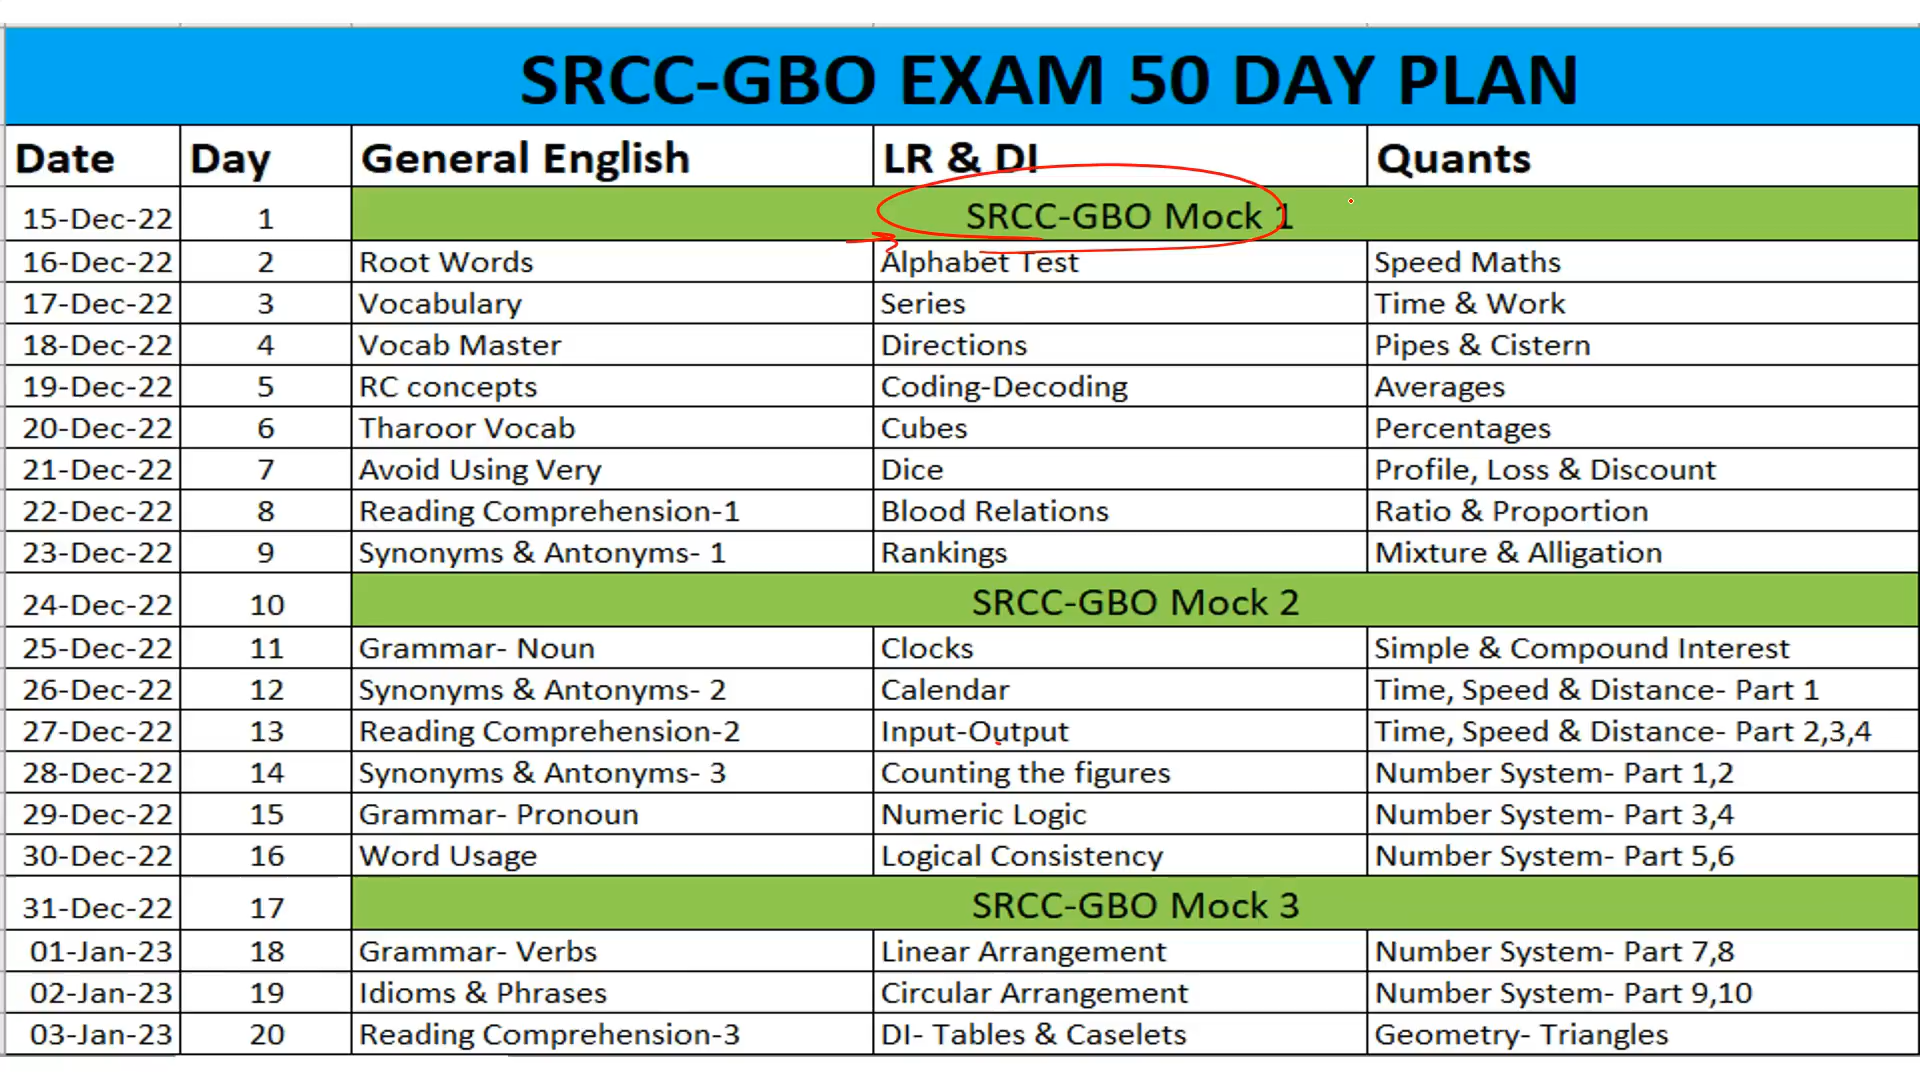 SRCC-GBO EXAM 50 DAY PLAN
Date Day General English LR & DI Quants
15-Dec-22 1 SRCC-GBO Mock 1
16-Dec-22 2 Root Words Alphabet Test Speed Maths
17-Dec-22 3 Vocabulary Series Time & Work
18-Dec-22 4 Vocab Master Directions Pipes & Cistern
19-Dec-22 5 RC concepts Coding-Decoding Averages
20-Dec-22 6 Tharoor Vocab Cubes Percentages
21-Dec-22 7 Avoid Using Very Dice Profile, Loss & Discount
22-Dec-22 8 Reading Comprehension-1 Blood Relations Ratio & Proportion
23-Dec-22 9 Synonyms & Antonyms- 1 Rankings Mixture & Alligation
24-Dec-22 10 SRCC-GBO Mock 2
25-Dec-22 11 Grammar- Noun Clocks Simple & Compound Interest
26-Dec-22 12 Synonyms & Antonyms- 2 Calendar Time, Speed & Distance- Part 1
27-Dec-22 13 Reading Comprehension-2 Input-Output Time, Speed & Distance- Part 2,3,4
28-Dec-22 14 Synonyms & Antonyms- 3 Counting the figures Number System- Part 1,2
29-Dec-22 15 Grammar- Pronoun Numeric Logic Number System- Part 3,4
30-Dec-22 16 Word Usage Logical Consistency Number System- Part 5,6
31-Dec-22 17 SRCC-GBO Mock 3
01-Jan-23 18 Grammar- Verbs Linear Arrangement Number System- Part 7,8
02-Jan-23 19 Idioms & Phrases Circular Arrangement Number System- Part 9,10
03-Jan-23 20 Reading Comprehension-3 DI- Tables & Caselets Geometry- Triangles